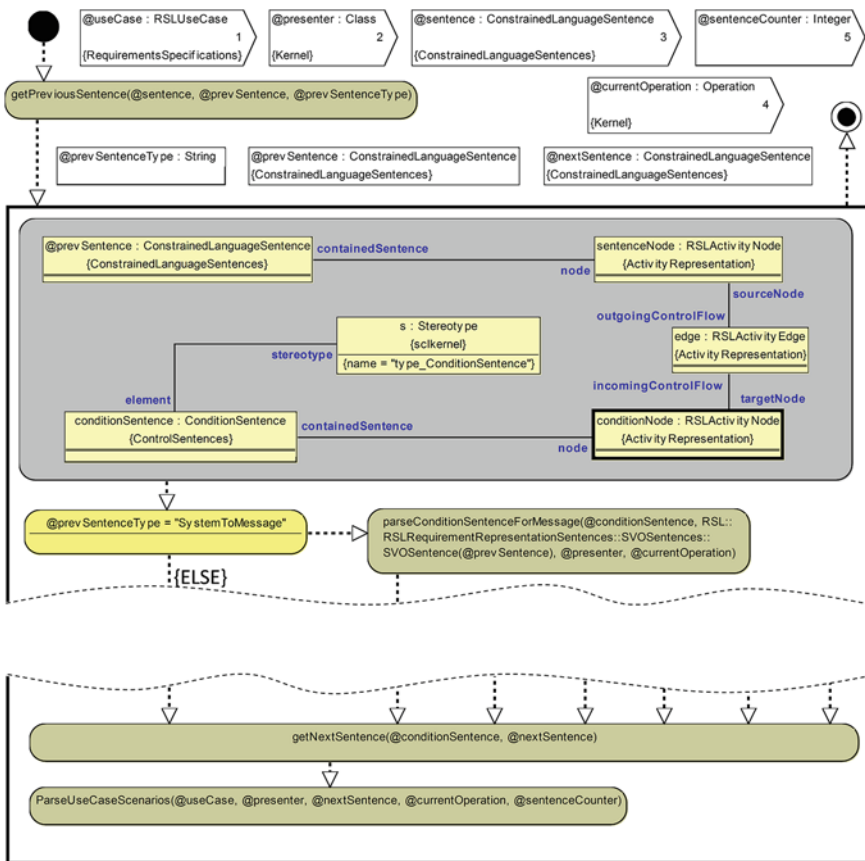 @useCase : RSLUseCase
1
{RequirementsSpecifications}
@presenter : Class
2
{Kernel}
@sentence : ConstrainedLanguageSentence
3
{ConstrainedLanguageSentences}
@sentenceCounter : Integer
5
getPreviousSentence(@sentence, @prevSentence, @prevSentenceType)
@currentOperation : Operation
4
{Kernel}
@prevSentenceType : String
@prevSentence : ConstrainedLanguageSentence
{ConstrainedLanguageSentences}
@nextSentence : ConstrainedLanguageSentence
{ConstrainedLanguageSentences}
@prevSentence : ConstrainedLanguageSentence
{ConstrainedLanguageSentences}
containedSentence
node
sentenceNode : RSLActivityNode
{ActivityRepresentation}
sourceNode
outgoingControlFlow
s : Stereotype
{sclkernel}
{name = "type_ConditionSentence"}
stereotype
edge : RSLActivityEdge
{ActivityRepresentation}
incomingControlFlow
targetNode
element
conditionSentence : ConditionSentence
{ControlSentences}
containedSentence
node
conditionNode : RSLActivityNode
{ActivityRepresentation}
@prevSentenceType = "SystemToMessage"
{ELSE}
parseConditionSentenceForMessage(@conditionSentence, RSL::
RSLRequirementRepresentationSentences::SVOSentences::
SVOSentence(@prevSentence), @presenter, @currentOperation)
getNextSentence(@conditionSentence, @nextSentence)
ParseUseCaseScenarios(@useCase, @presenter, @nextSentence, @currentOperation, @sentenceCounter)